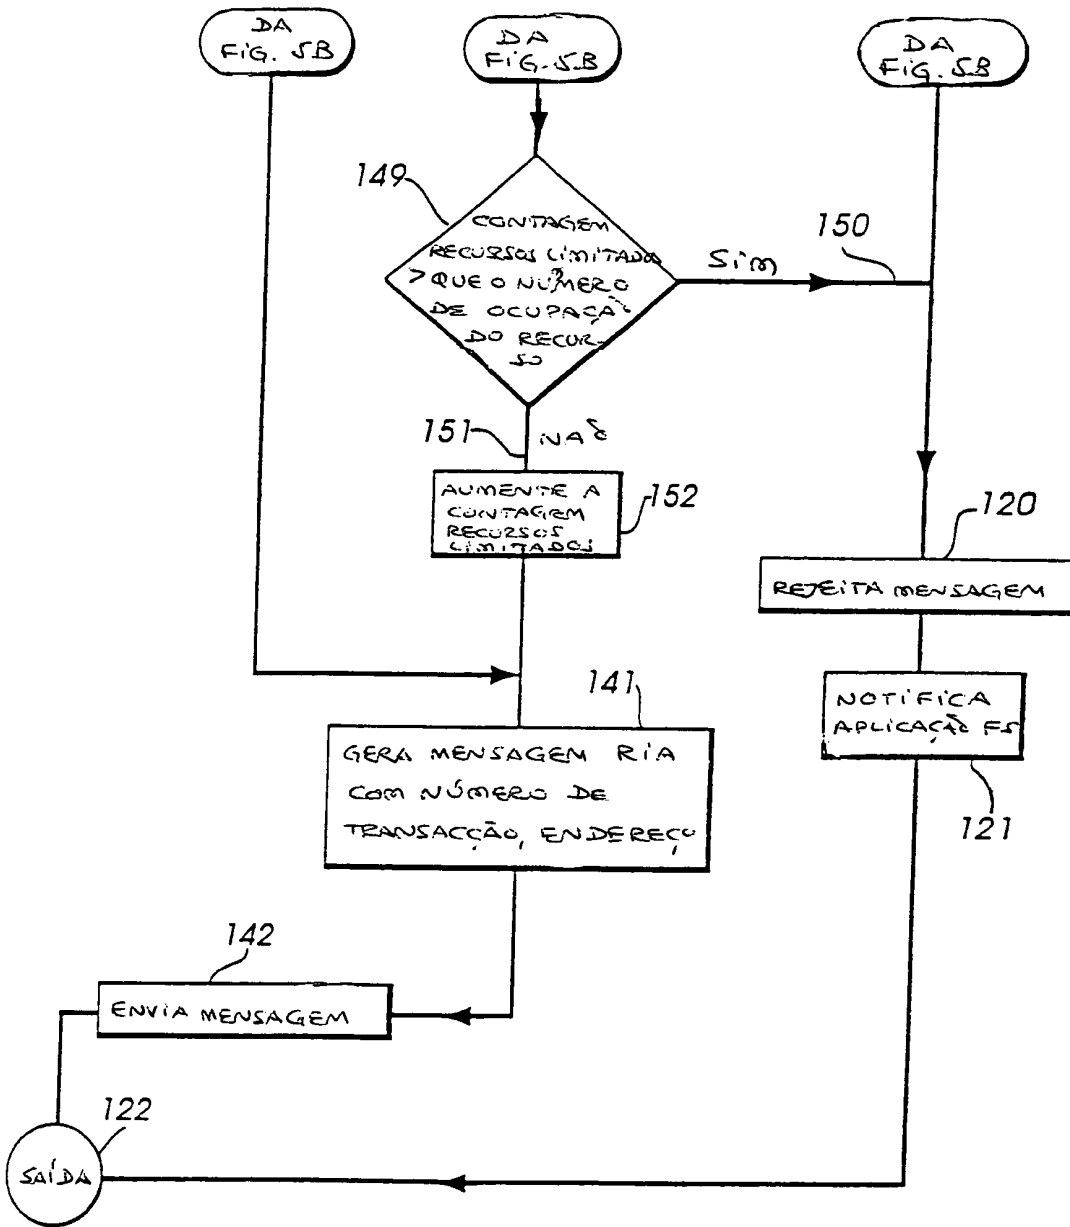 DA
FIG. 5B
DA
FIG. 5B
DA
FIG. 5B
149
CONTAGEM
RECURSOS LIMITADOS
> QUE O NÚMERO
DE OCUPAÇÃ
DO RECUR-
SO
SIM
150
151
NAÕ
AUMENTE A
CONTAGEM
RECURSOS
LIMITADOS
152
120
REJEITA MENSAGEM
141
GERA MENSAGEM RIA
COM NÚMERO DE
TRANSACÇÃO, ENDEREÇO
NOTIFICA
APLICAÇÃO FS
121
142
ENVIA MENSAGEM
122
SAÍDA